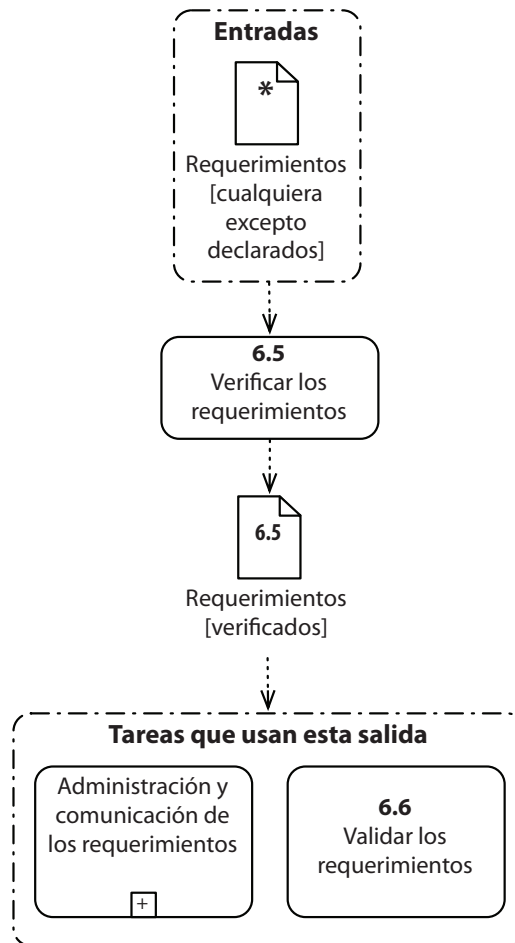 Entradas
*
Requerimientos
[cualquiera
excepto
declarados]
6.5
Verificar los
requerimientos
6.5
Requerimientos
[verificados]
Tareas que usan esta salida
Administración y
comunicación de
los requerimientos
+
6.6
Validar los
requerimientos